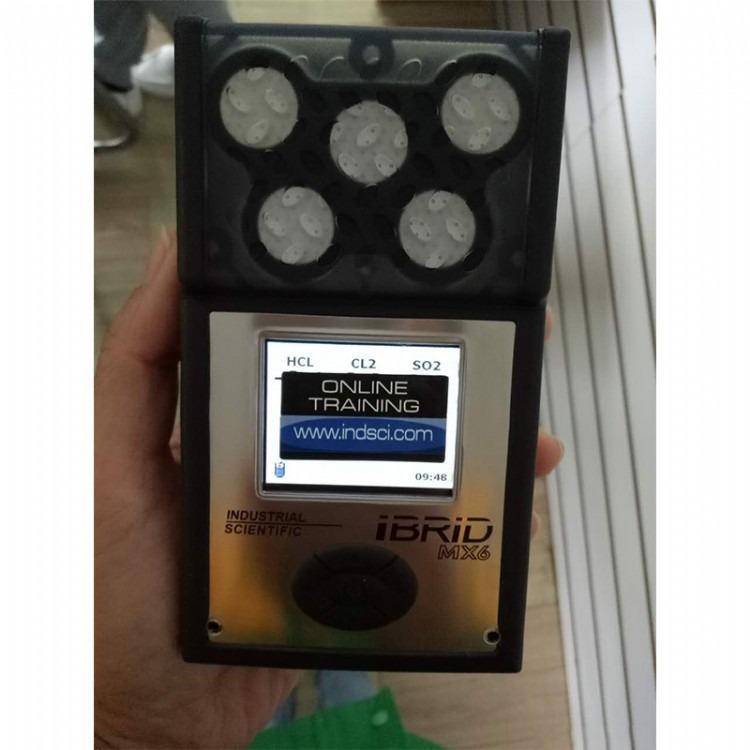 HCL CL2 SO2
ONLINE
TRAINING
www.indsci.com
09:48
INDUSTRIAL
SCIENTIFIC
iBRiD
MX6